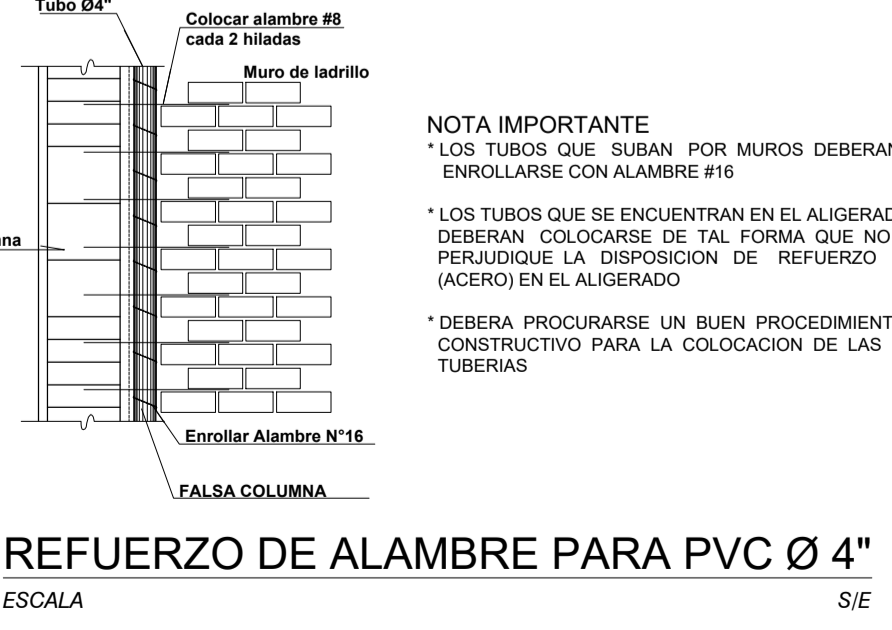 Tubo Ø4"
Colocar alambre #8
cada 2 hiladas
Muro de ladrillo
NOTA IMPORTANTE
* LOS TUBOS QUE SUBAN POR MUROS DEBERAN
ENROLLARSE CON ALAMBRE #16
* LOS TUBOS QUE SE ENCUENTRAN EN EL ALIGERAD
DEBERAN COLOCARSE DE TAL FORMA QUE NO
PERJUDIQUE LA DISPOSICION DE REFUERZO
(ACERO) EN EL ALIGERADO
* DEBERA PROCURARSE UN BUEN PROCEDIMIENT
CONSTRUCTIVO PARA LA COLOCACION DE LAS
TUBERIAS
Enrollar Alambre N°16
FALSA COLUMNA
REFUERZO DE ALAMBRE PARA PVC Ø 4"
ESCALA S/E